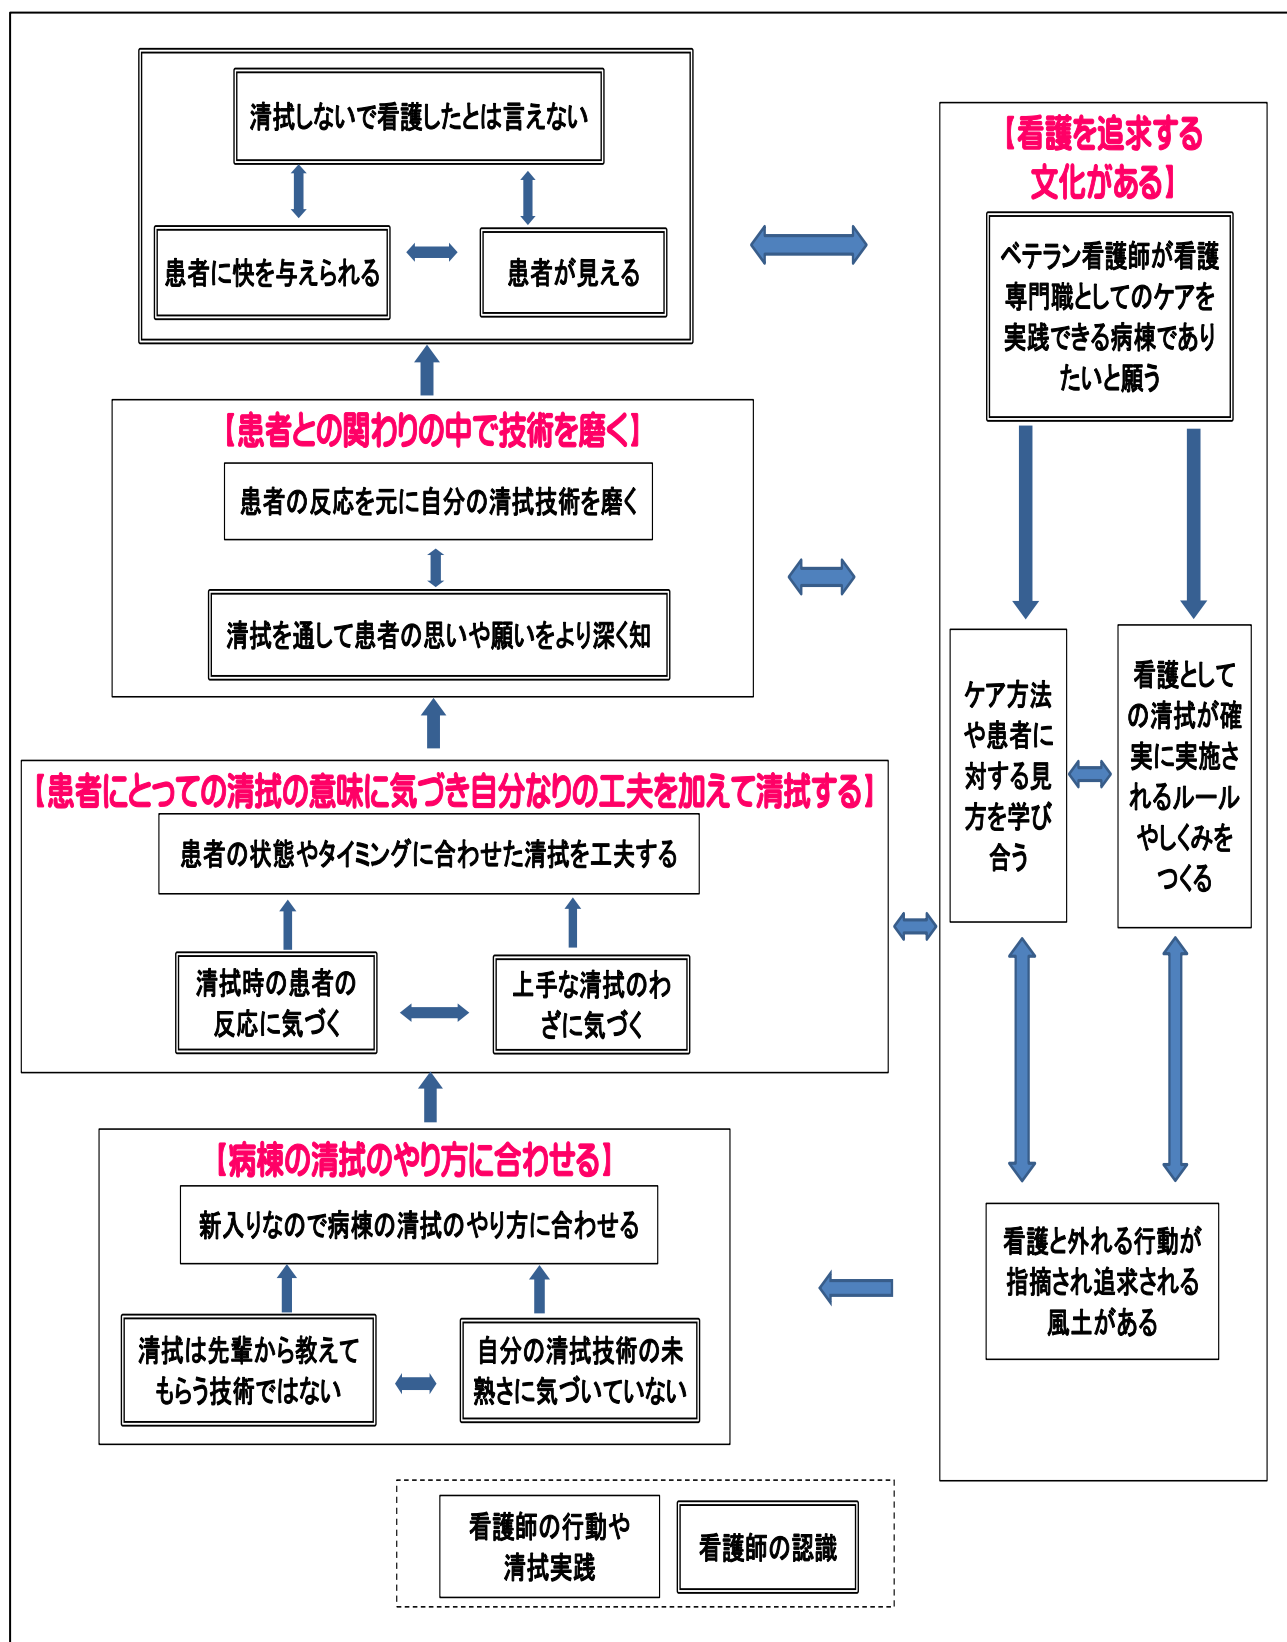 清拭しないで看護したとは言えない
患者に快を与えられる
患者が見える
【患者との関わりの中で技術を磨く】
患者の反応を元に自分の清拭技術を磨く
清拭を通して患者の思いや願いをより深く知
【患者にとっての清拭の意味に気づき自分なりの工夫を加えて清拭する】
患者の状態やタイミングに合わせた清拭を工夫する
清拭時の患者の
反応に気づく
上手な清拭のわ
ざに気づく
【病棟の清拭のやり方に合わせる】
新入りなので病棟の清拭のやり方に合わせる
清拭は先輩から教えて
もらう技術ではない
自分の清拭技術の未
熟さに気づいていない
【看護を追求する
文化がある】
ベテラン看護師が看護
専門職としてのケアを
実践できる病棟であり
たいと願う
ケア方法
や患者に
対する見
方を学び
合う
看護として
の清拭が確
実に実施さ
れるルール
やしくみを
つくる
看護と外れる行動が
指摘され追求される
風土がある
看護師の行動や
清拭実践
看護師の認識